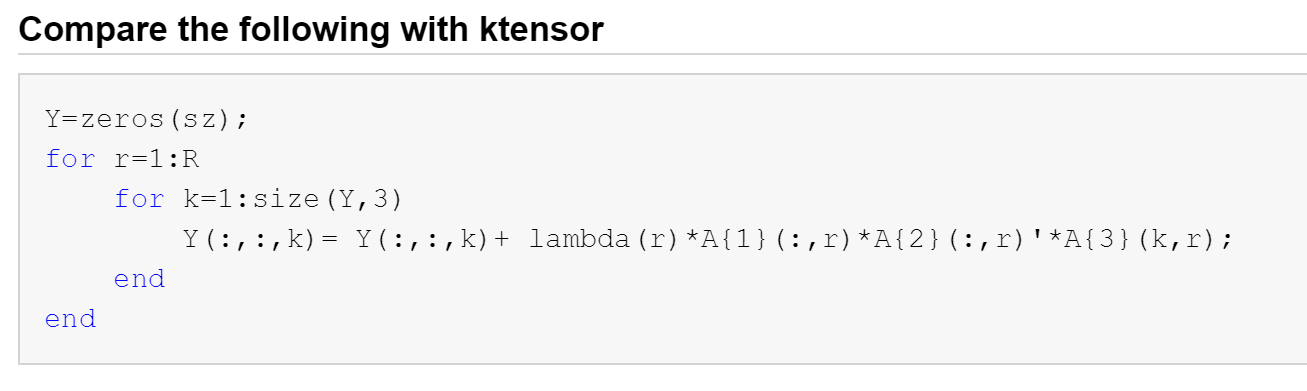 Compare the following with ktensor
Y=zeros(sz);
for r=1:R
    for k=1:size(Y,3)
        Y(:,:,k)= Y(:,:,k)+ lambda(r)*A{1}(:,r)*A{2}(:,r)'*A{3}(k,r);
    end
end